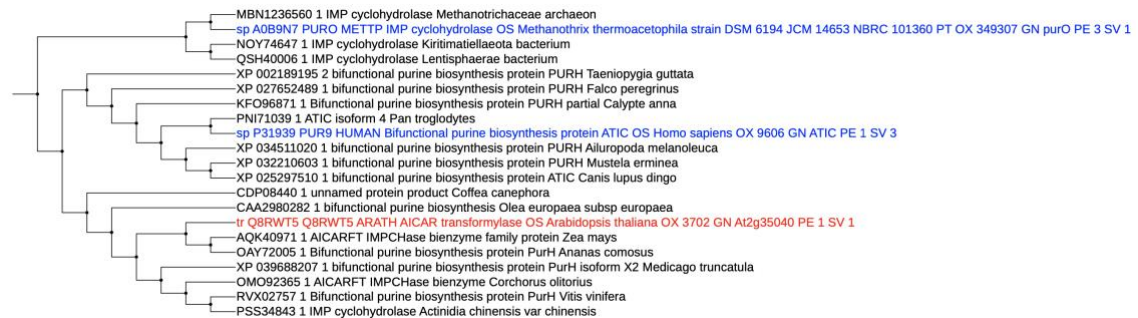 MBN1236560 1 IMP cyclohydrolase Methanotrichaceae archaeon
sp A0B9N7 PURO METTP IMP cyclohydrolase OS Methanothrix thermoacetophila strain DSM 6194 JCM 14653 NBRC 101360 PT OX 349307 GN purO PE 3 SV 1
NOY74647 1 IMP cyclohydrolase Kiritimatiellaeota bacterium
QSH40006 1 IMP cyclohydrolase Lentisphaerae bacterium
XP 002189195 2 bifunctional purine biosynthesis protein PURH Taeniopygia guttata
XP 027652489 1 bifunctional purine biosynthesis protein PURH Falco peregrinus
KFO96871 1 Bifunctional purine biosynthesis protein PURH partial Calypte anna
PNI71039 1 ATIC isoform 4 Pan troglodytes
sp P31939 PUR9 HUMAN Bifunctional purine biosynthesis protein ATIC OS Homo sapiens OX 9606 GN ATIC PE 1 SV 3
XP 034511020 1 bifunctional purine biosynthesis protein PURH Ailuropoda melanoleuca
XP 032210603 1 bifunctional purine biosynthesis protein PURH Mustela erminea
XP 025297510 1 bifunctional purine biosynthesis protein ATIC Canis lupus dingo
CDP08440 1 unnamed protein product Coffea canephora
CAA2980282 1 bifunctional purine biosynthesis Olea europaea subsp europaea
tr Q8RWT5 Q8RWT5 ARATH AICAR transformylase OS Arabidopsis thaliana OX 3702 GN At2g35040 PE 1 SV 1
AQK40971 1 AICARFT IMPCHase bienzyme family protein Zea mays
OAY72005 1 Bifunctional purine biosynthesis protein PurH Ananas comosus
XP 039688207 1 bifunctional purine biosynthesis protein PurH isoform X2 Medicago truncatula
OMO92365 1 AICARFT IMPCHase bienzyme Corchorus olitorius
RVX02757 1 Bifunctional purine biosynthesis protein PurH Vitis vinifera
PSS34843 1 IMP cyclohydrolase Actinidia chinensis var chinensis